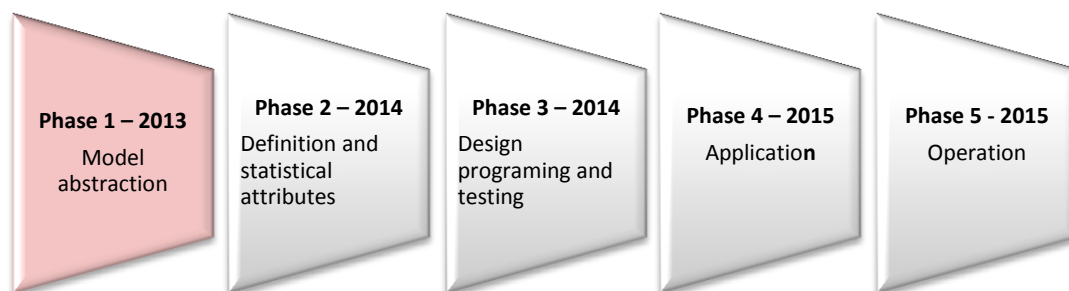 Phase 1 – 2013
Model
abstraction
Phase 2 – 2014
Definition and
statistical
attributes
Phase 3 – 2014
Design
programing and
testing
Phase 4 – 2015
Application
Phase 5 - 2015
Operation